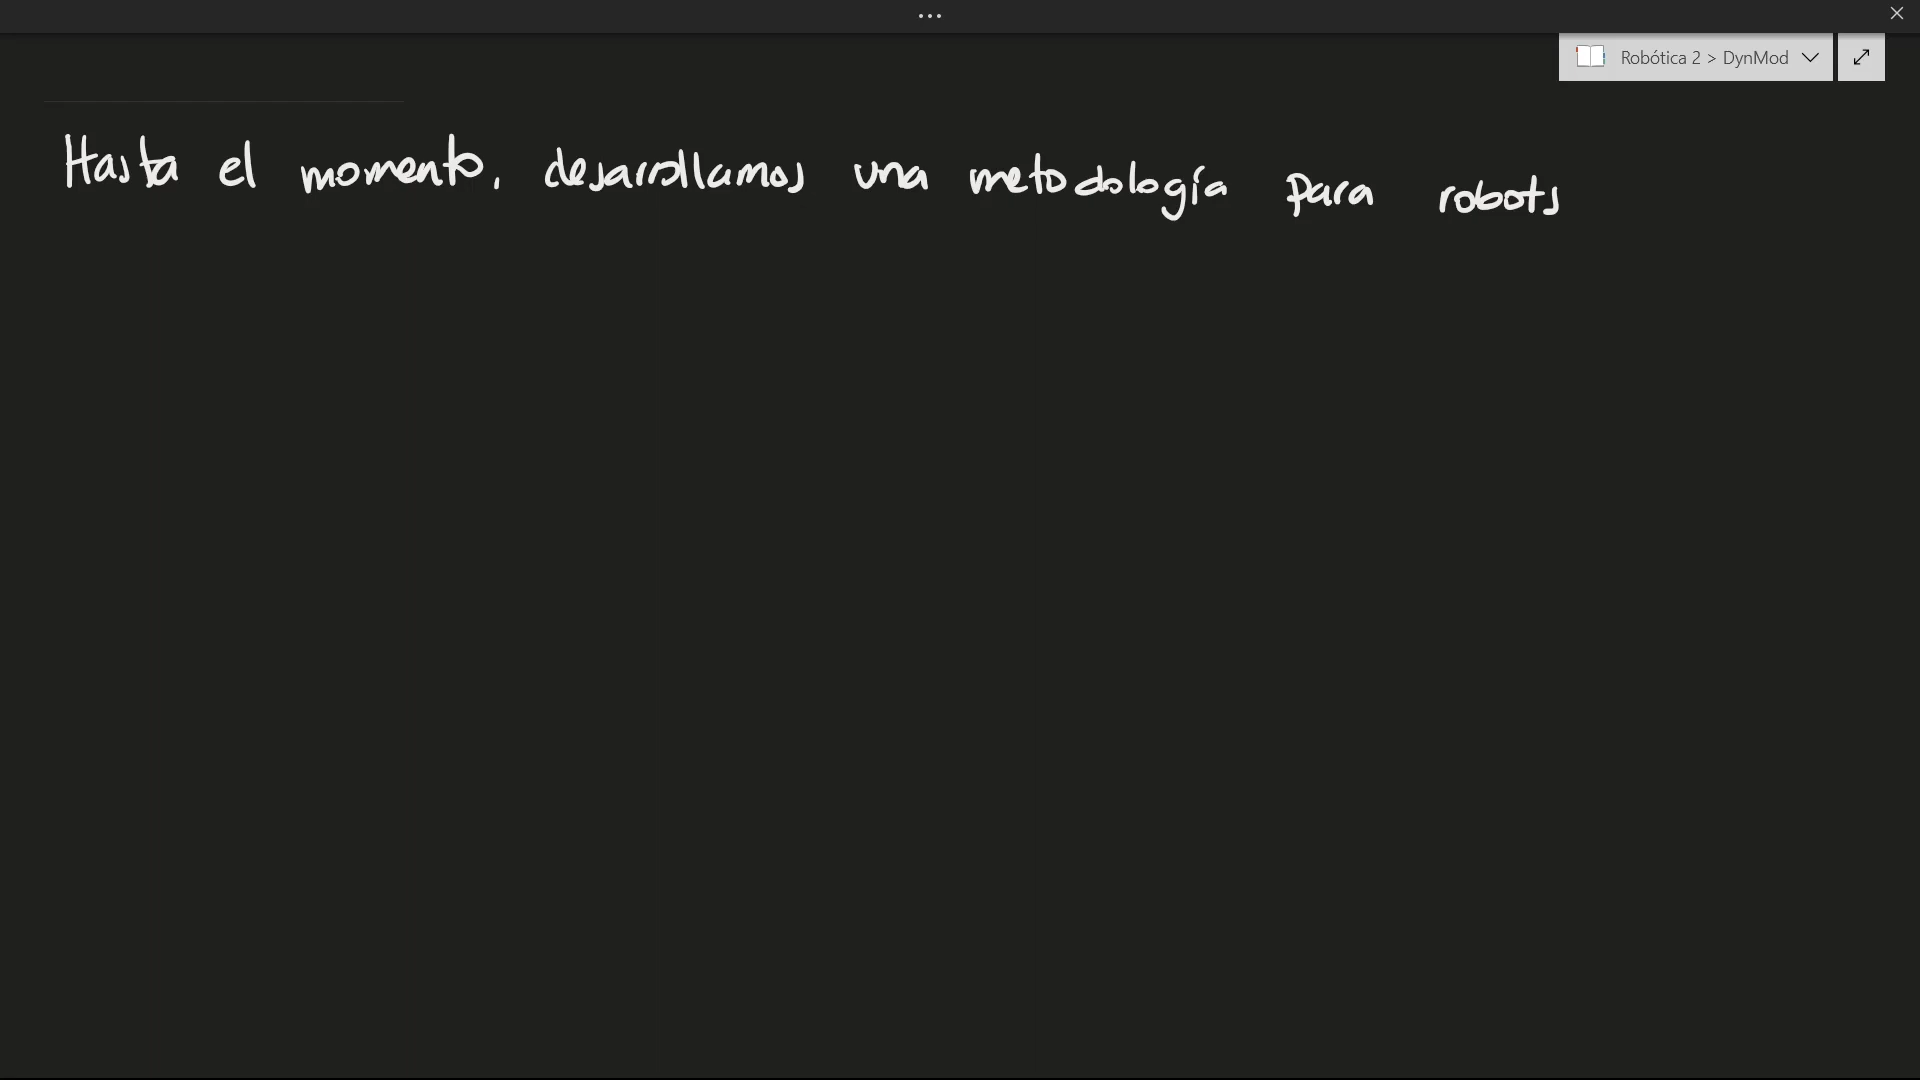 Robótica 2 > DynMod
Hasta el momento, desarrollamos una metodología para robots